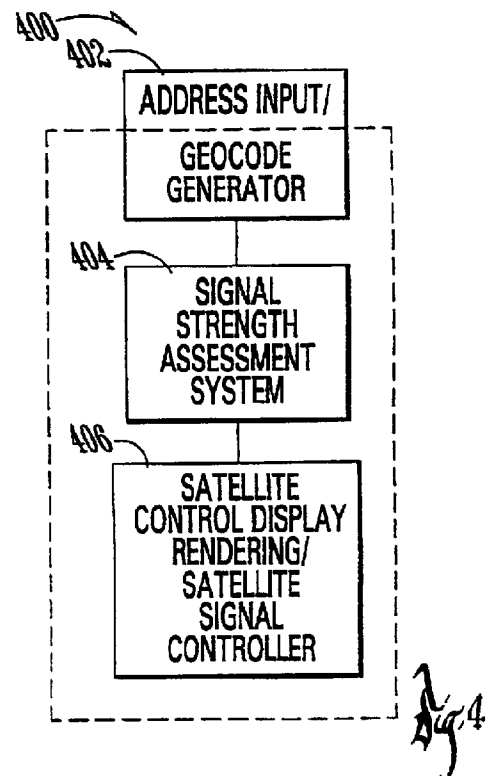 400
402
ADDRESS INPUT/
GEOCODE
GENERATOR
404
SIGNAL
STRENGTH
ASSESSMENT
SYSTEM
406
SATELLITE
CONTROL DISPLAY
RENDERING/
SATELLITE
SIGNAL
CONTROLLER
Fig. 4